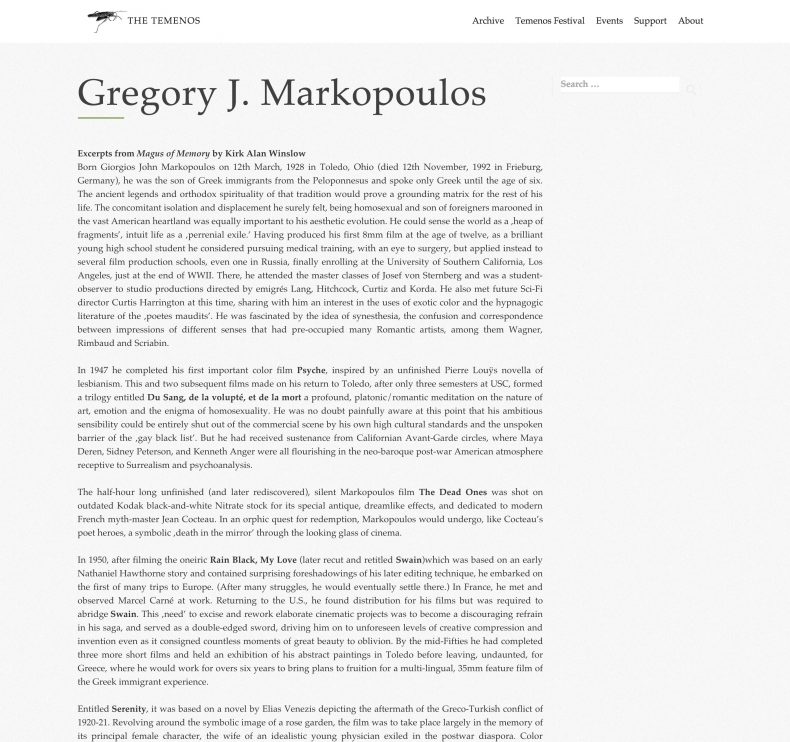 THE TEMENOS
Archive Temenos Festival Events Support About
Gregory J. Markopoulos
Search …
Excerpts from Magus of Memory by Kirk Alan Winslow
Born Giorgios John Markopoulos on 12th March, 1928 in Toledo, Ohio (died 12th November, 1992 in Frieburg,
Germany), he was the son of Greek immigrants from the Peloponnesus and spoke only Greek until the age of six.
The ancient legends and orthodox spirituality of that tradition would prove a grounding matrix for the rest of his
life. The concomitant isolation and displacement he surely felt, being homosexual and son of foreigners marooned in
the vast American heartland was equally important to his aesthetic evolution. He could sense the world as a ‚heap of
fragments’, intuit life as a ‚perrenial exile.’ Having produced his first 8mm film at the age of twelve, as a brilliant
young high school student he considered pursuing medical training, with an eye to surgery, but applied instead to
several film production schools, even one in Russia, finally enrolling at the University of Southern California, Los
Angeles, just at the end of WWII. There, he attended the master classes of Josef von Sternberg and was a student-
observer to studio productions directed by emigrés Lang, Hitchcock, Curtiz and Korda. He also met future Sci-Fi
director Curtis Harrington at this time, sharing with him an interest in the uses of exotic color and the hypnagogic
literature of the ‚poetes maudits’. He was fascinated by the idea of synesthesia, the confusion and correspondence
between impressions of different senses that had pre-occupied many Romantic artists, among them Wagner,
Rimbaud and Scriabin.
In 1947 he completed his first important color film Psyche, inspired by an unfinished Pierre Louÿs novella of
lesbianism. This and two subsequent films made on his return to Toledo, after only three semesters at USC, formed
a trilogy entitled Du Sang, de la volupté, et de la mort a profound, platonic/romantic meditation on the nature of
art, emotion and the enigma of homosexuality. He was no doubt painfully aware at this point that his ambitious
sensibility could be entirely shut out of the commercial scene by his own high cultural standards and the unspoken
barrier of the ‚gay black list’. But he had received sustenance from Californian Avant-Garde circles, where Maya
Deren, Sidney Peterson, and Kenneth Anger were all flourishing in the neo-baroque post-war American atmosphere
receptive to Surrealism and psychoanalysis.
The half-hour long unfinished (and later rediscovered), silent Markopoulos film The Dead Ones was shot on
outdated Kodak black-and-white Nitrate stock for its special antique, dreamlike effects, and dedicated to modern
French myth-master Jean Cocteau. In an orphic quest for redemption, Markopoulos would undergo, like Cocteau’s
poet heroes, a symbolic ‚death in the mirror’ through the looking glass of cinema.
In 1950, after filming the oneiric Rain Black, My Love (later recut and retitled Swain)which was based on an early
Nathaniel Hawthorne story and contained surprising foreshadowings of his later editing technique, he embarked on
the first of many trips to Europe. (After many struggles, he would eventually settle there.) In France, he met and
observed Marcel Carné at work. Returning to the U.S., he found distribution for his films but was required to
abridge Swain. This ‚need’ to excise and rework elaborate cinematic projects was to become a discouraging refrain
in his saga, and served as a double-edged sword, driving him on to unforeseen levels of creative compression and
invention even as it consigned countless moments of great beauty to oblivion. By the mid-Fifties he had completed
three more short films and held an exhibition of his abstract paintings in Toledo before leaving, undaunted, for
Greece, where he would work for overs six years to bring plans to fruition for a multi-lingual, 35mm feature film of
the Greek immigrant experience.
Entitled Serenity, it was based on a novel by Elias Venezis depicting the aftermath of the Greco-Turkish conflict of
1920-21. Revolving around the symbolic image of a rose garden, the film was to take place largely in the memory of
its principal female character, the wife of an idealistic young physician exiled in the postwar diaspora. Color